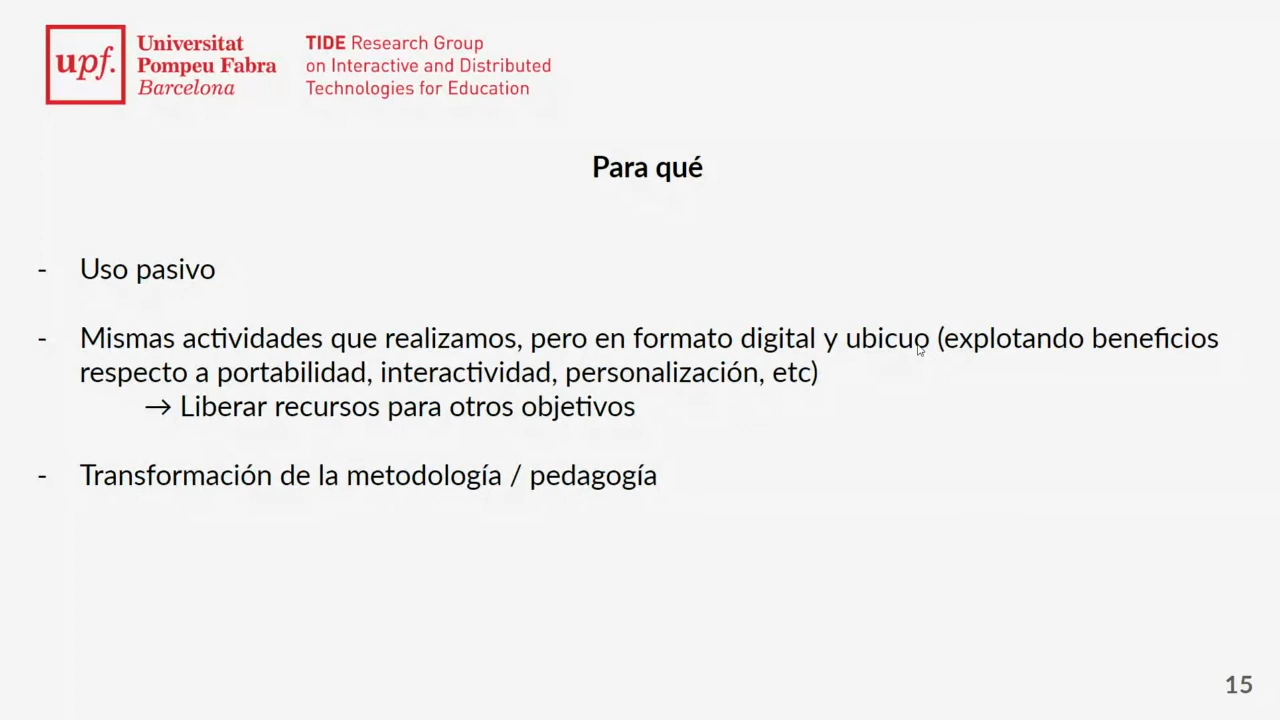 upf.
Universitat
Pompeu Fabra
Barcelona
TIDE Research Group
on Interactive and Distributed
Technologies for Education
Para qué
- Uso pasivo
- Mismas actividades que realizamos, pero en formato digital y ubicuo (explotando beneficios
respecto a portabilidad, interactividad, personalización, etc)
→ Liberar recursos para otros objetivos
- Transformación de la metodología / pedagogía
15